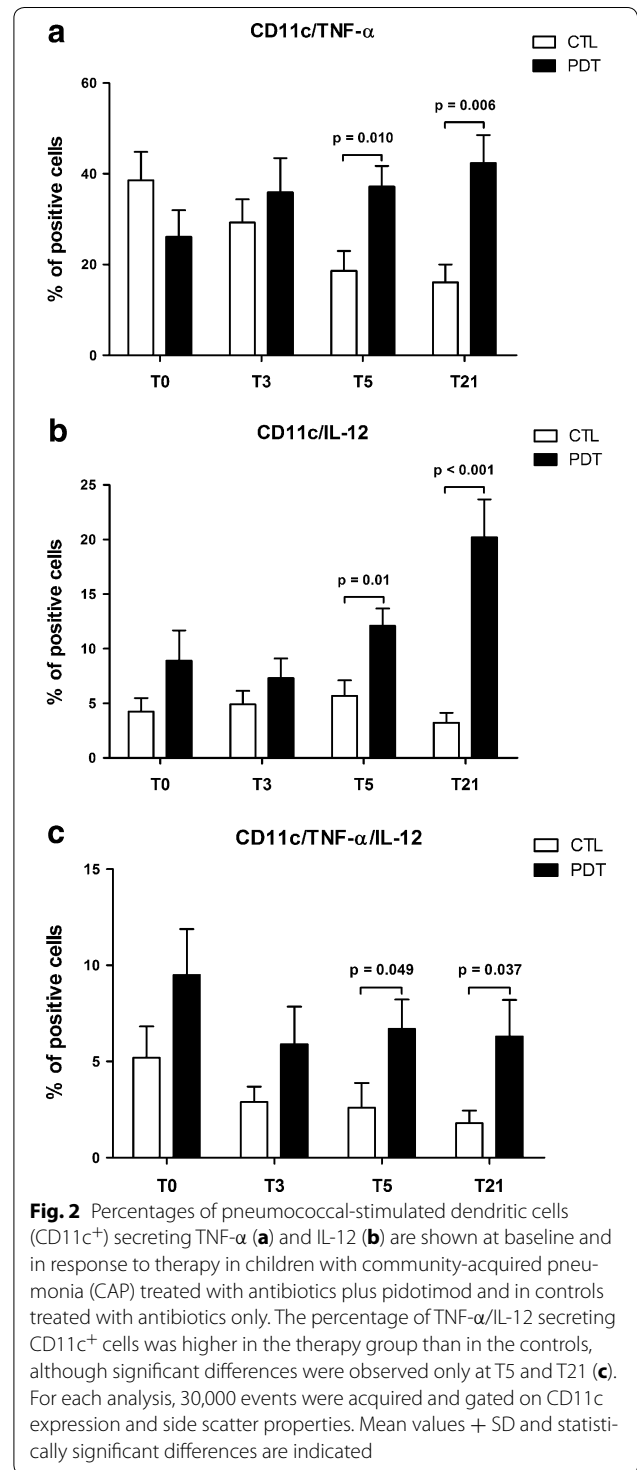 a
CD11c/TNF-α
CTL
PDT
% of positive cells
60
40
20
0
p = 0.010
p = 0.006
T0 T3 T5 T21
b
CD11c/IL-12
CTL
PDT
% of positive cells
25
20
15
10
5
0
p = 0.01
p < 0.001
T0 T3 T5 T21
c
CD11c/TNF-α/IL-12
CTL
PDT
% of positive cells
15
10
5
0
p = 0.049
p = 0.037
T0 T3 T5 T21
Fig. 2 Percentages of pneumococcal-stimulated dendritic cells
(CD11c⁺) secreting TNF-α (a) and IL-12 (b) are shown at baseline and
in response to therapy in children with community-acquired pneu-
monia (CAP) treated with antibiotics plus pidotimod and in controls
treated with antibiotics only. The percentage of TNF-α/IL-12 secreting
CD11c⁺ cells was higher in the therapy group than in the controls,
although significant differences were observed only at T5 and T21 (c).
For each analysis, 30,000 events were acquired and gated on CD11c
expression and side scatter properties. Mean values + SD and statisti-
cally significant differences are indicated